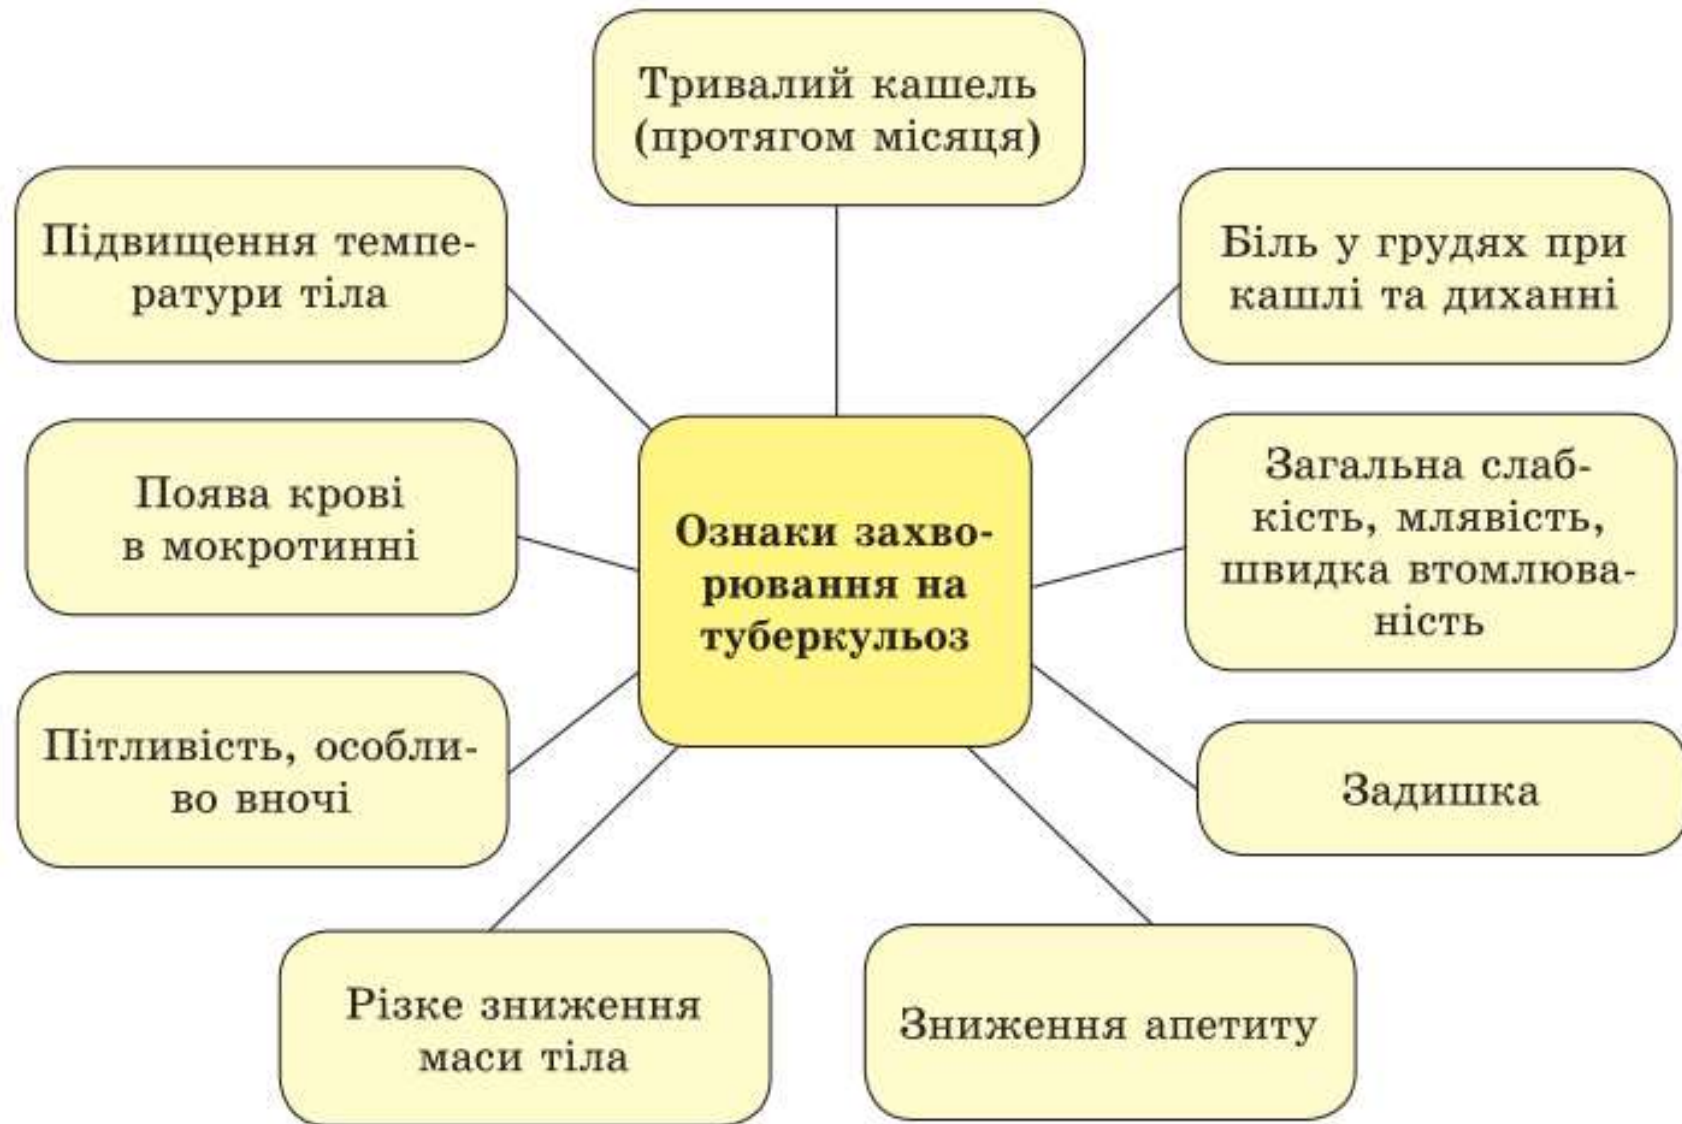 Тривалий кашель
(протягом місяця)
Підвищення темпе-
ратури тіла
Біль у грудях при
кашлі та диханні
Поява крові
в мокротинні
Ознаки захво-
рювання на
туберкульоз
Загальна слаб-
кість, млявість,
швидка втомлюва-
ність
Пітливість, особли-
во вночі
Задишка
Різке зниження
маси тіла
Зниження апетиту